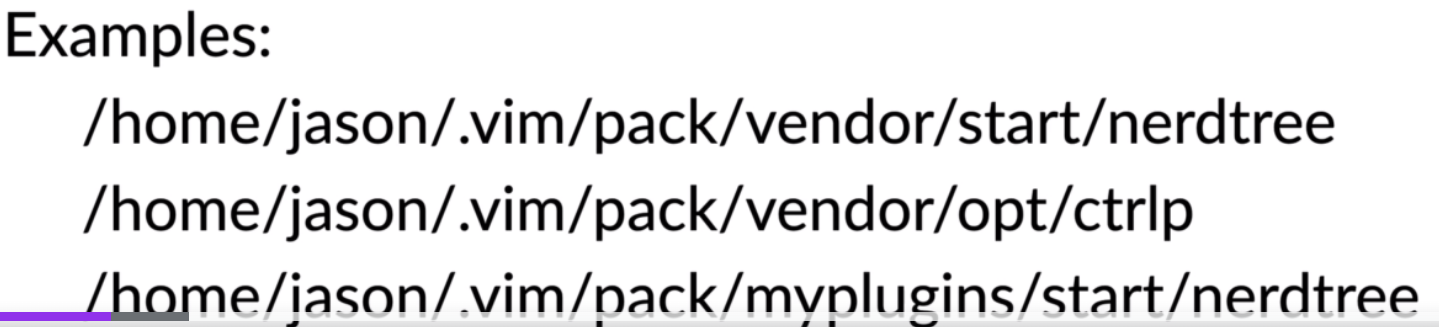 Examples:
/home/jason/.vim/pack/vendor/start/nerdtree
/home/jason/.vim/pack/vendor/opt/ctrlp
/home/jason/.vim/pack/myplugins/start/nerdtree